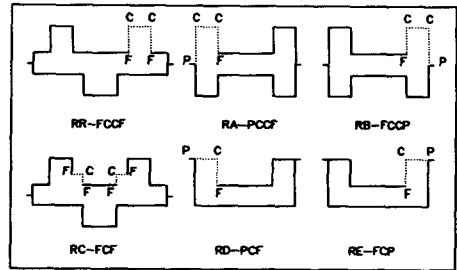 C C C C C C
F F P F F P
RR~FCCF RA~PCCF RB~FCCP
P C C P
F C C F
F F F F
RC~FCF RD~PCF RE~FCP